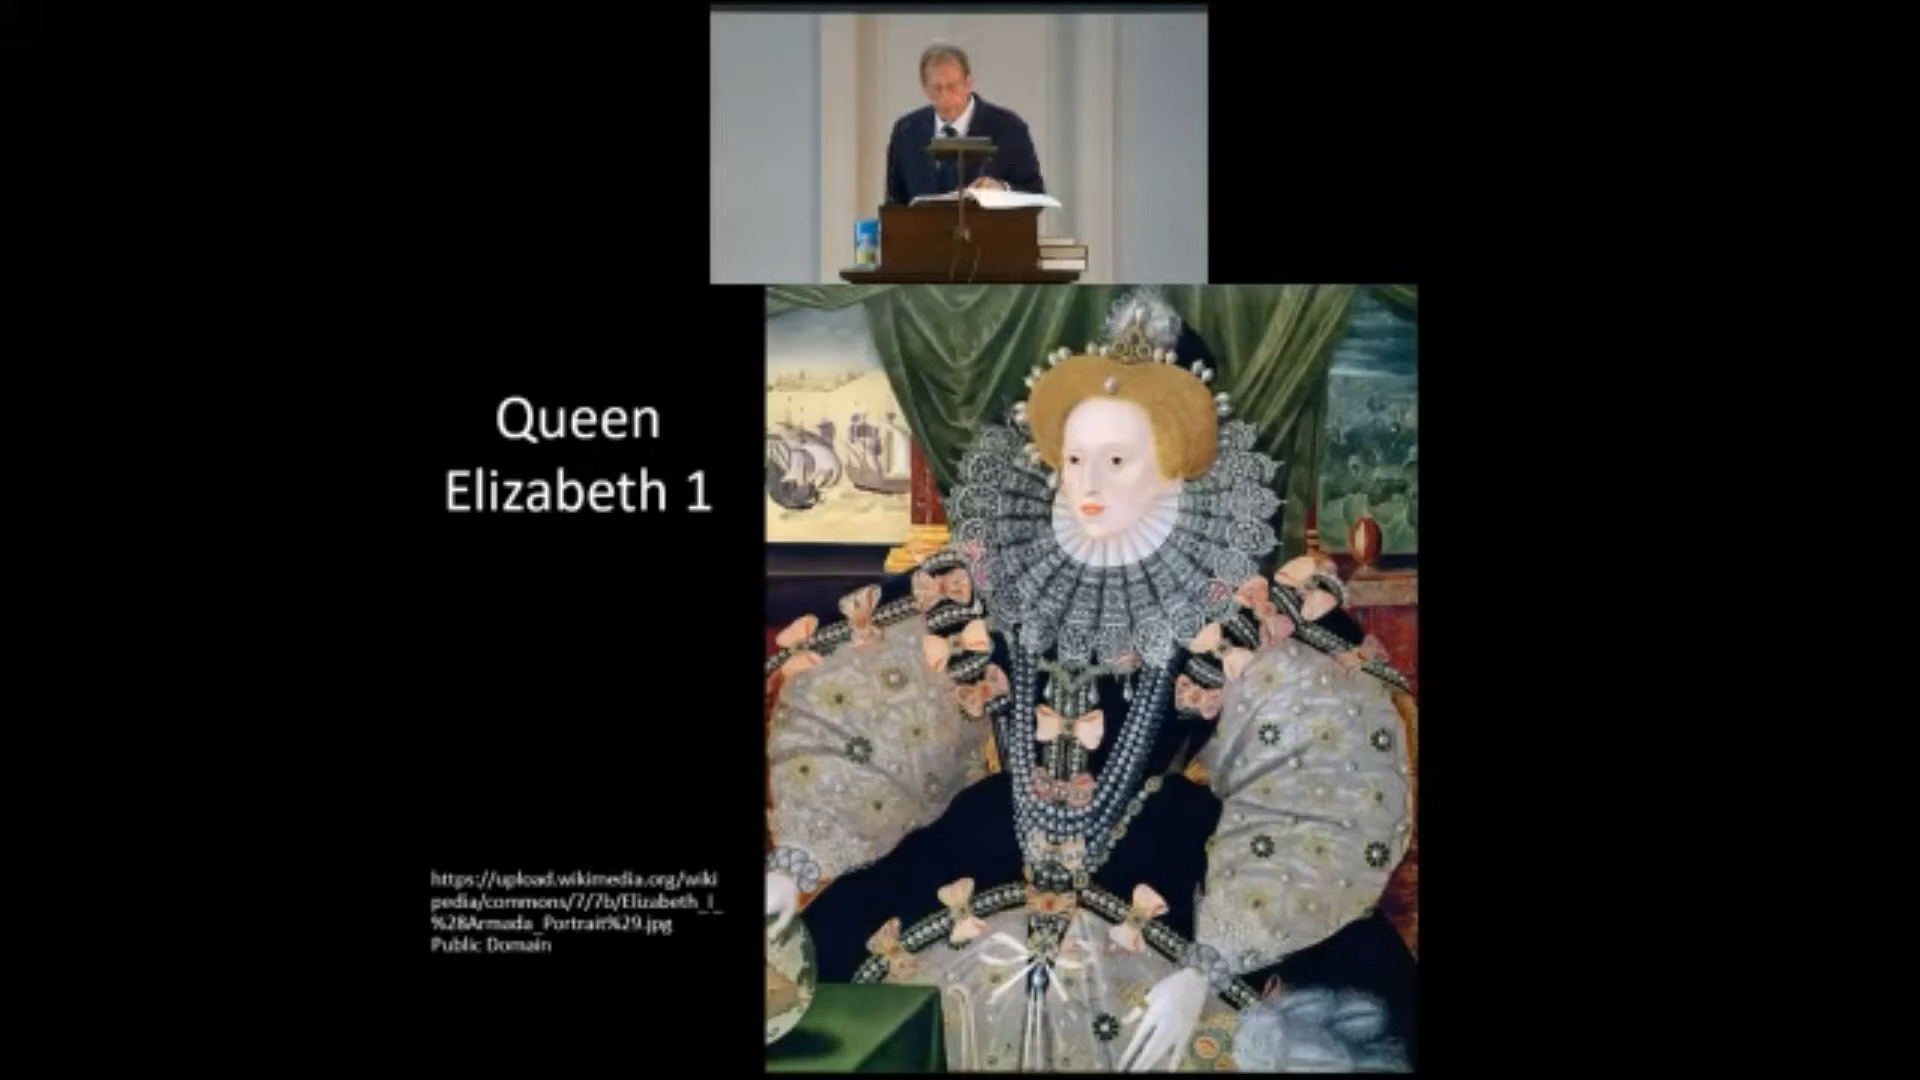 Queen
Elizabeth 1
https://upload.wikimedia.org/wiki
pedia/commons/7/7b/Elizabeth_I_
%28Armada_Portrait%29.jpg
Public Domain